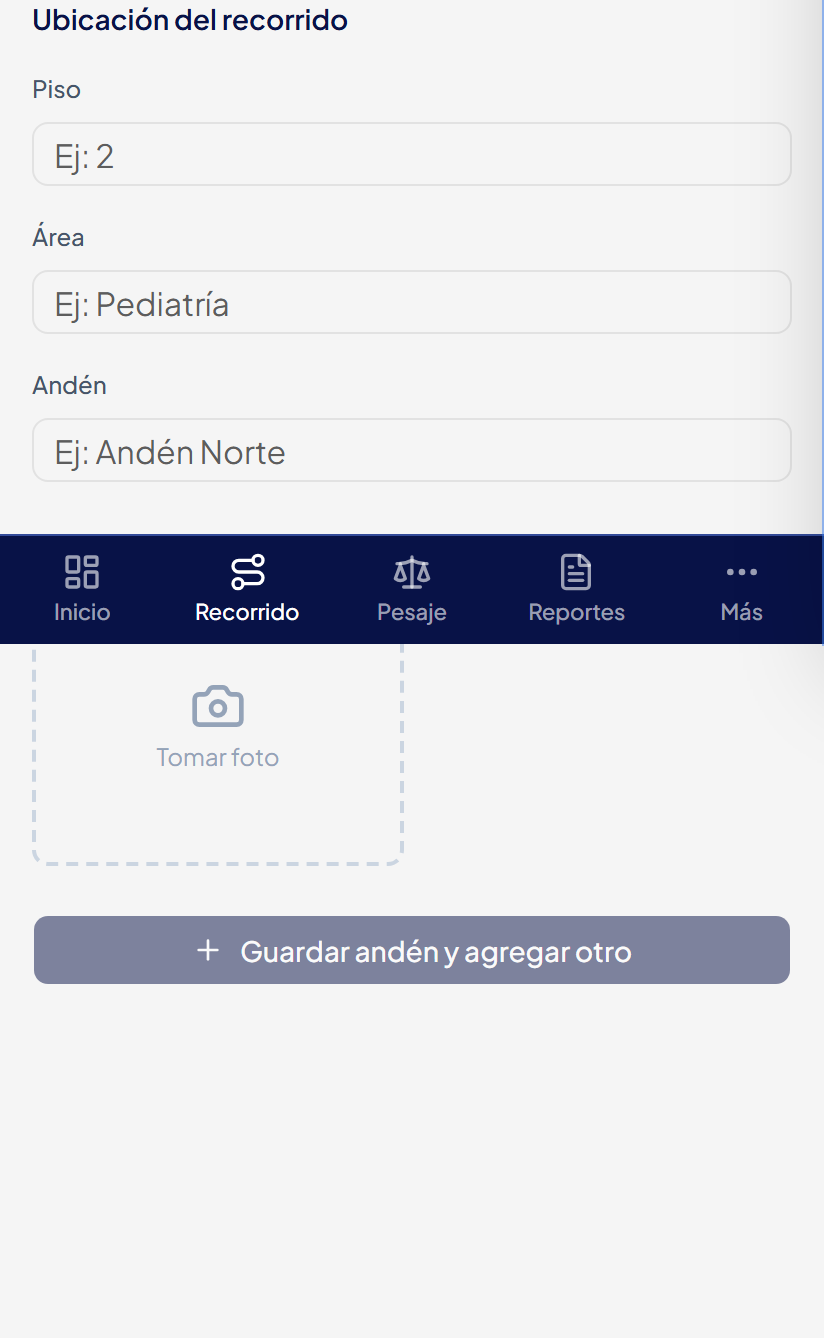 Ubicación del recorrido
Piso
Ej: 2
Área
Ej: Pediatría
Andén
Ej: Andén Norte
Inicio
Recorrido
Pesaje
Reportes
Más
Tomar foto
+ Guardar andén y agregar otro